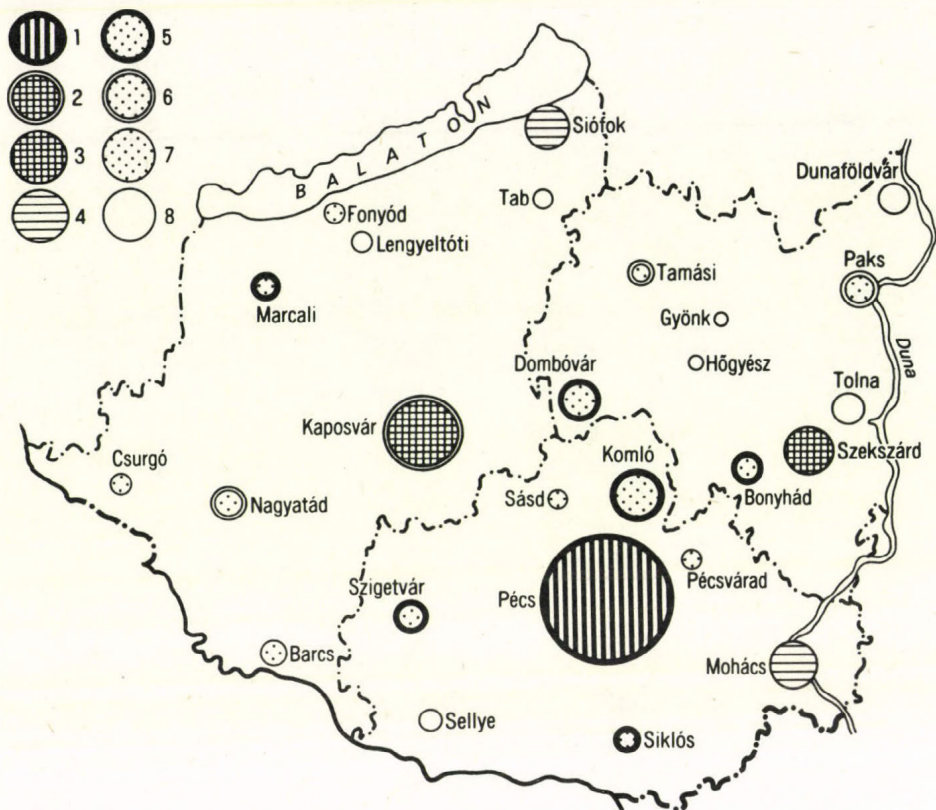 1 5
2 6
3 7
4 8
BALATON
Siófok
Dunaföldvár
Tab
Fonyód
Lengyeltóti
Tamási
Paks
Marcali
Gyönk
Duna
Hőgyész
Dombóvár
Tolna
Kaposvár
Szekszárd
Csurgó
Komló
Bonyhád
Nagyatád
Sásd
Pécsvárad
Szigetvár
Pécs
Barcs
Mohács
Sellye
Siklós